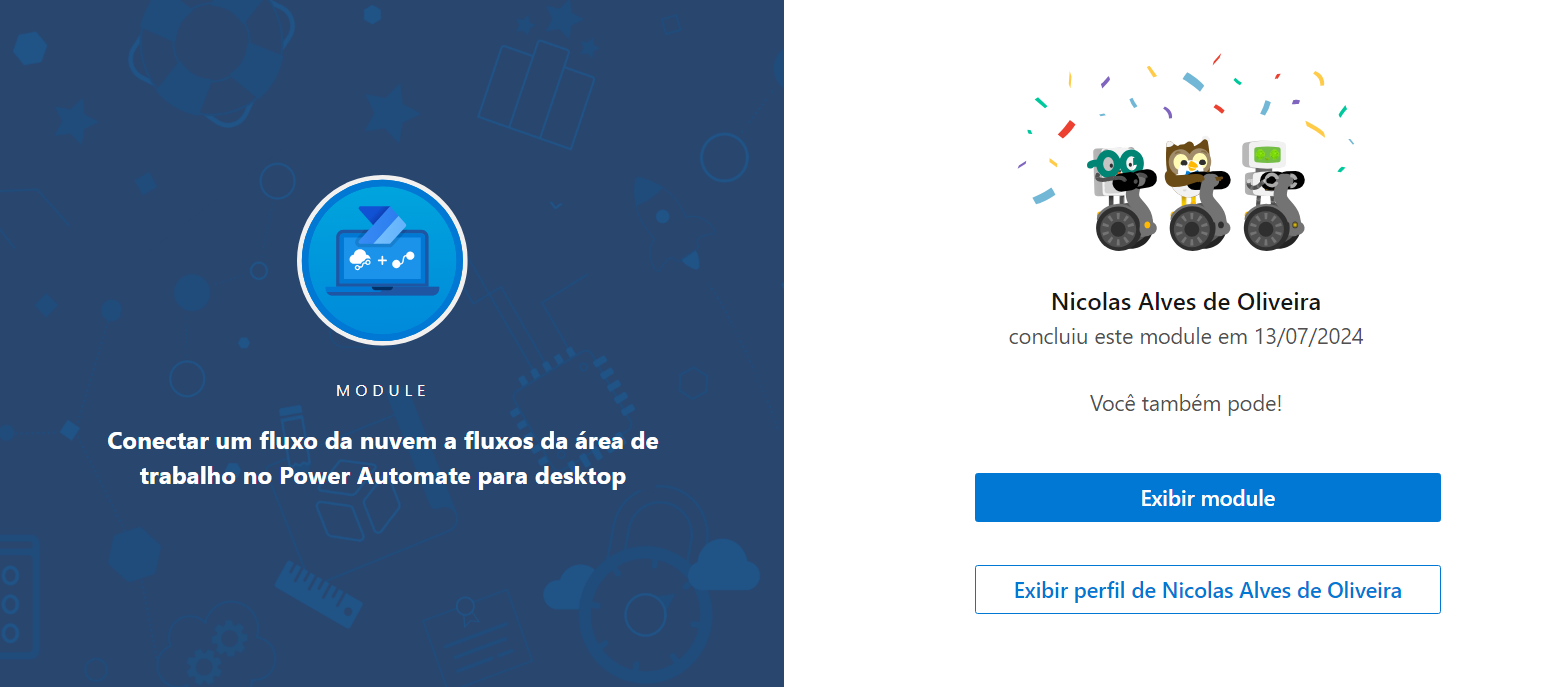 MODULE
Conectar um fluxo da nuvem a fluxos da área de
trabalho no Power Automate para desktop
Nicolas Alves de Oliveira
concluiu este module em 13/07/2024
Você também pode!
Exibir module
Exibir perfil de Nicolas Alves de Oliveira